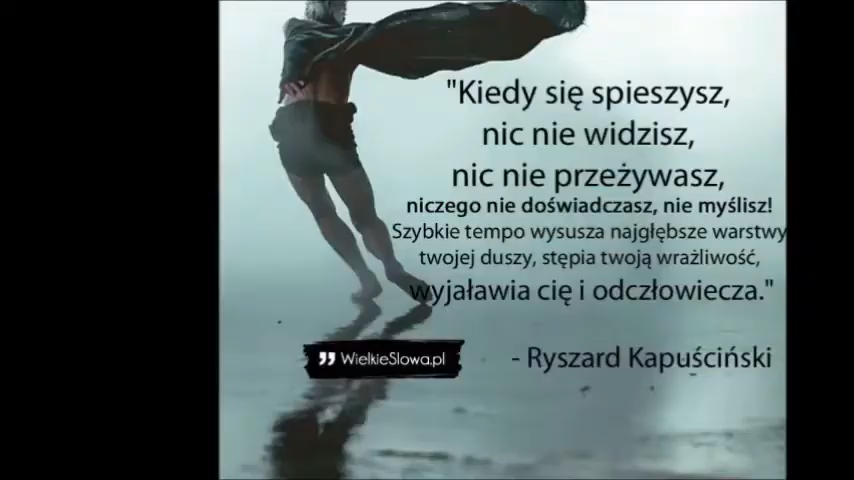 "Kiedy się spieszysz,
nic nie widzisz,
nic nie przeżywasz,
niczego nie doświadczasz, nie myślisz!
Szybkie tempo wysusza najgłębsze warstwy
twojej duszy, stępia twoją wrażliwość,
wyjaławia cię i odczłowiecza."
- Ryszard Kapuściński
WielkieSlowa.pl